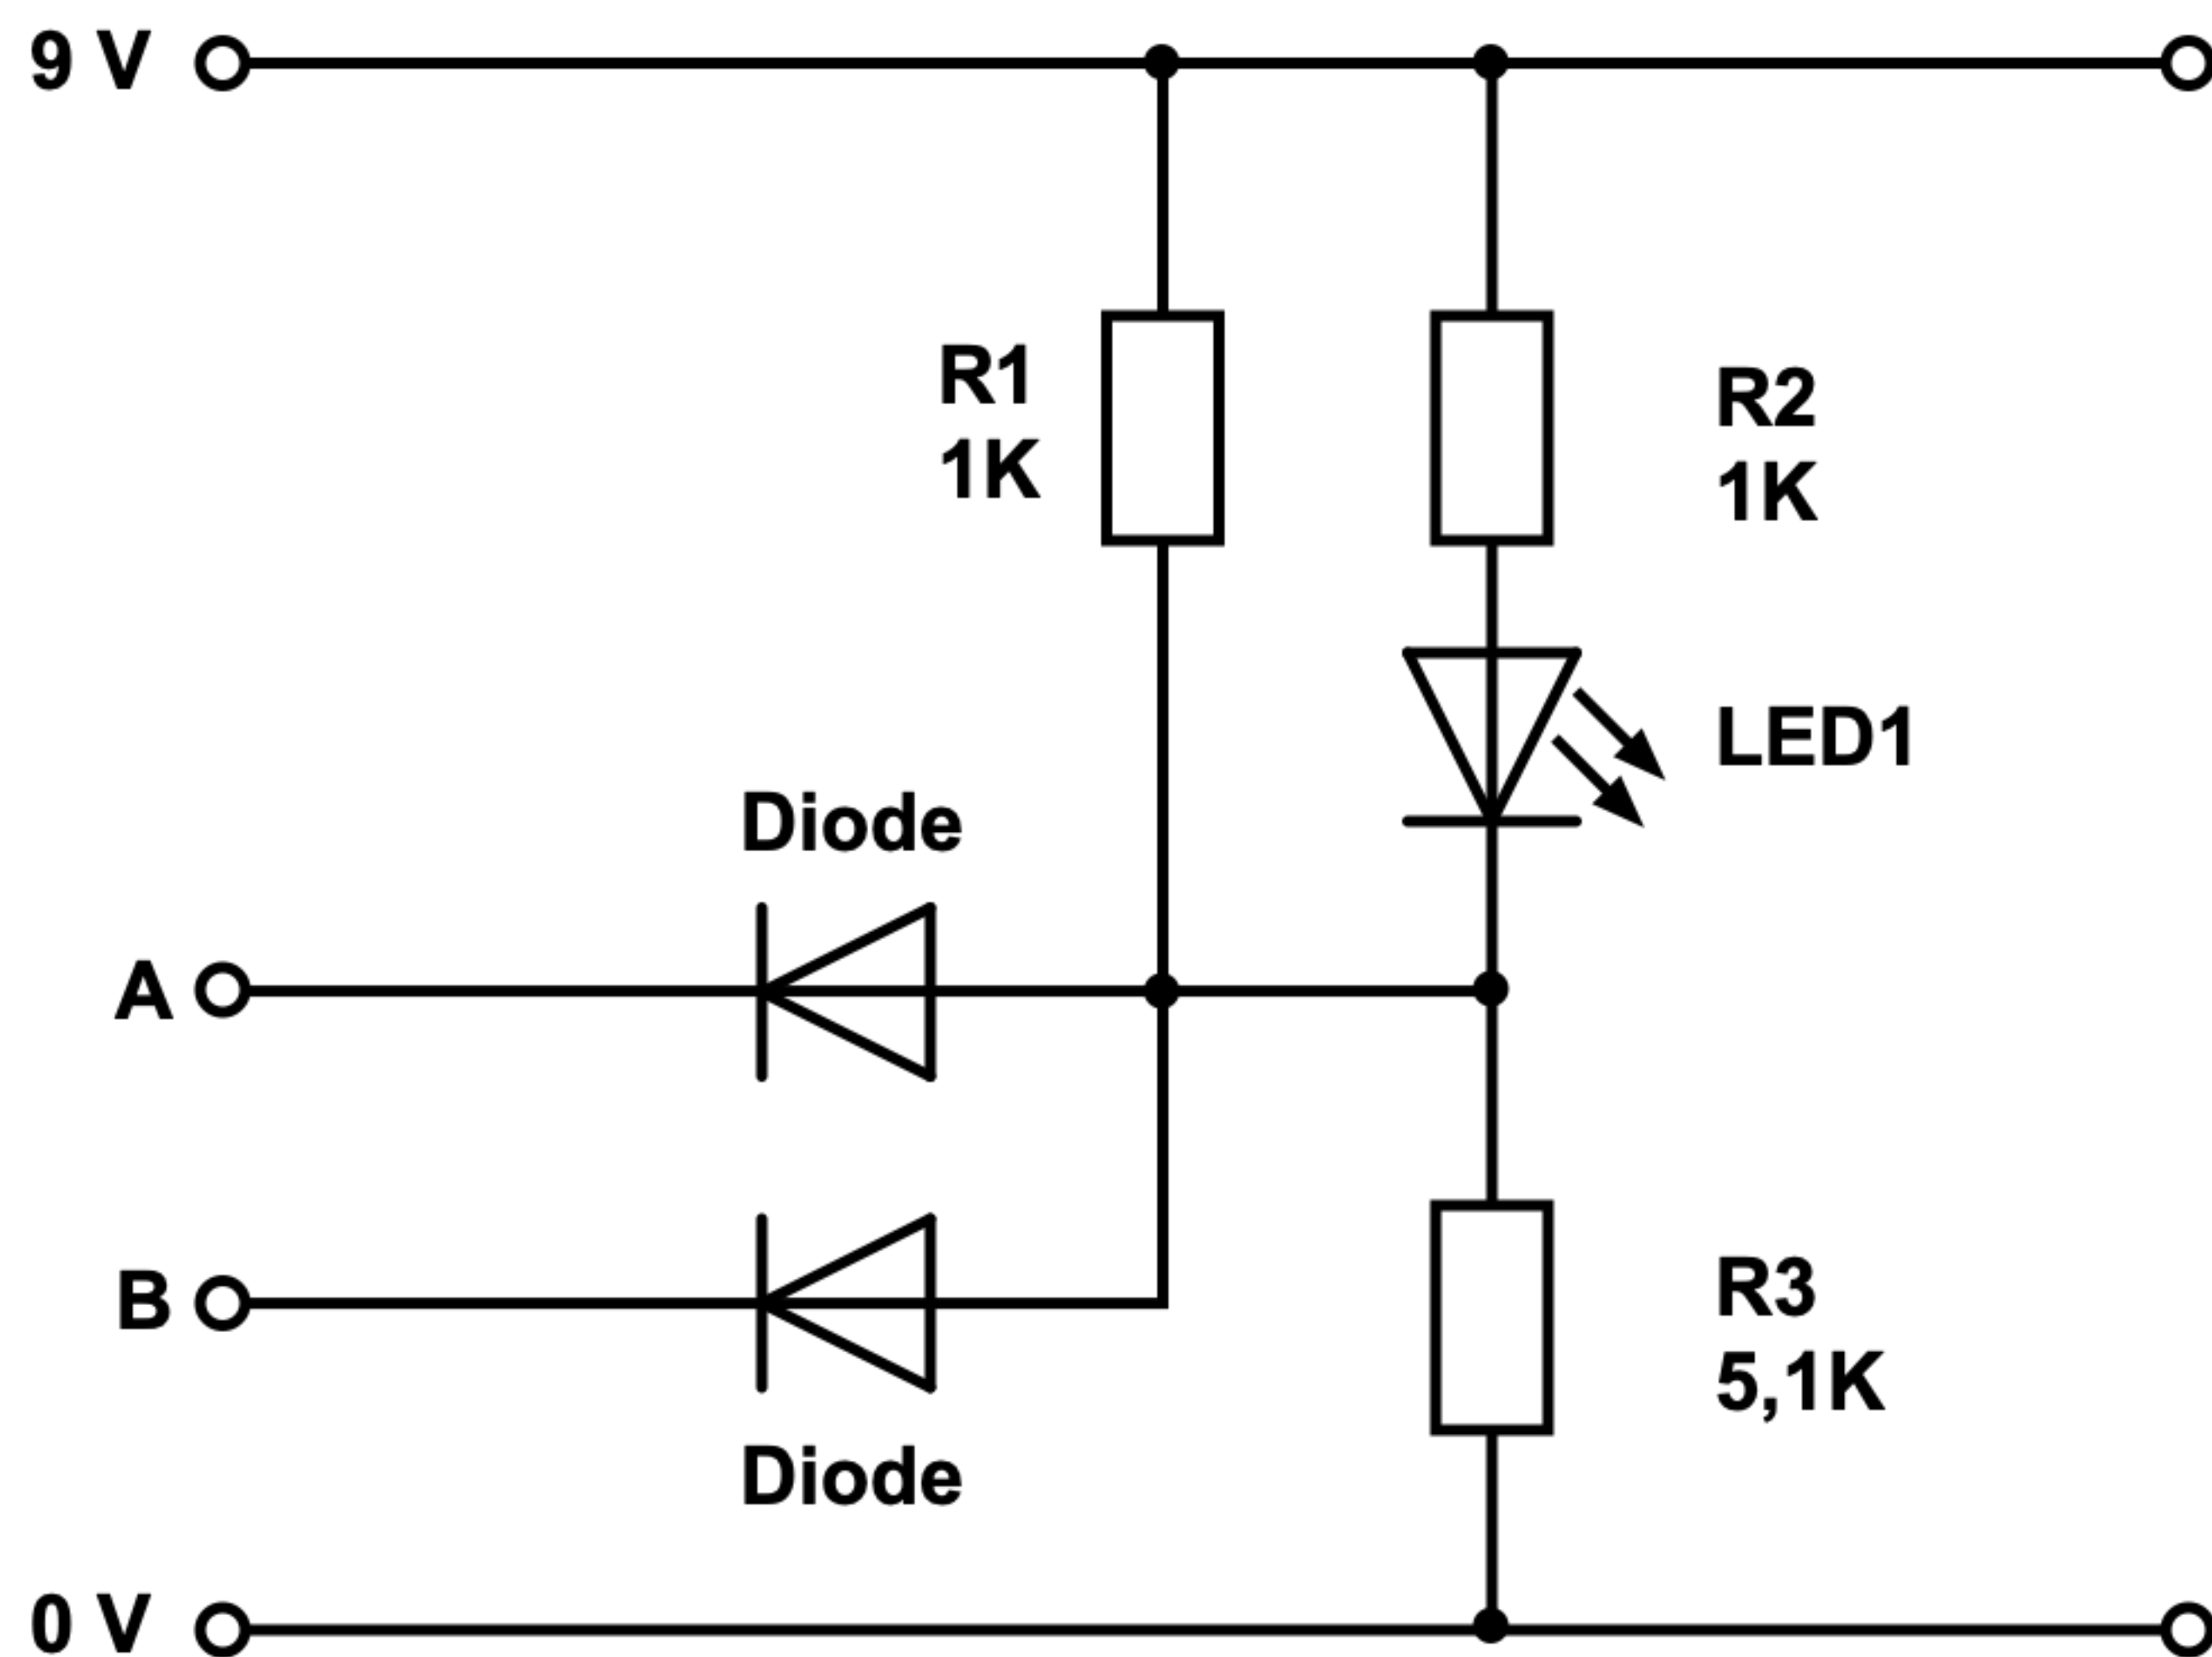 9 V
R1
1K
R2
1K
LED1
Diode
A
B
Diode
R3
5,1K
0 V